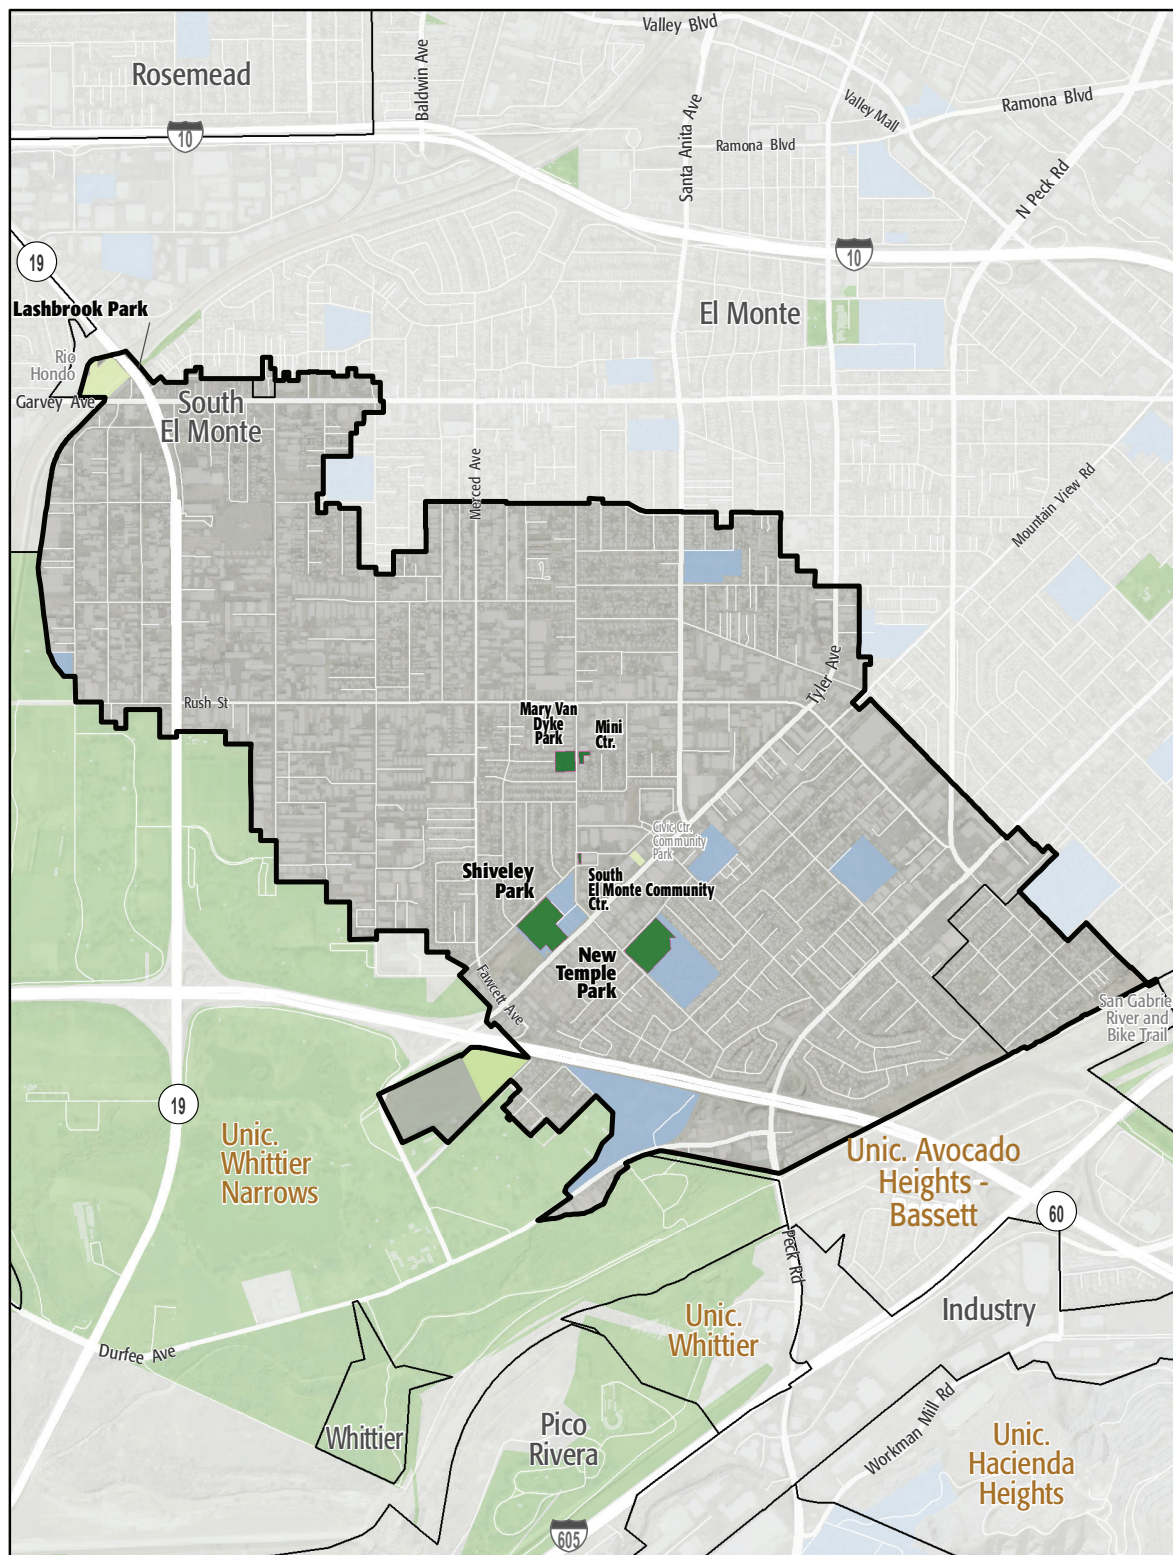 Valley Blvd
Rosemead
Baldwin Ave
Santa Anita Ave
Valley Mall
Ramona Blvd
10
Ramona Blvd
N Peck Rd
19
10
Lashbrook Park
El Monte
Rio
Hondo
Garvey Ave
South
El Monte
Merced Ave
Mountain View Rd
Tyler Ave
Rush St
Mary Van
Dyke
Park
Mini
Ctr.
Civic Ctr.
Community
Park
Shiveley
Park
South
El Monte Community
Ctr.
New
Temple
Park
Fawcett Ave
San Gabrie
River and
Bike Trail
19
Unic.
Whittier
Narrows
Unic. Avocado
Heights -
Bassett
60
Peck Rd
Industry
Unic.
Whittier
Durfee Ave
Whittier
Pico
Rivera
Workman Mill Rd
Unic.
Hacienda
Heights
605